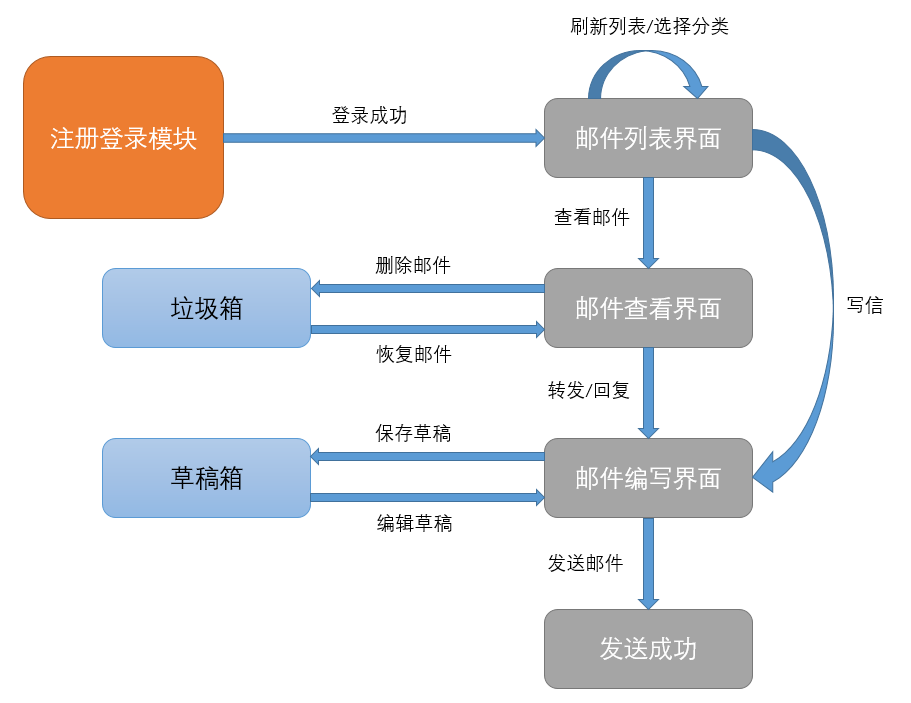 刷新列表/选择分类
注册登录模块
登录成功
邮件列表界面
查看邮件
删除邮件
垃圾箱
邮件查看界面
写信
恢复邮件
转发/回复
保存草稿
草稿箱
邮件编写界面
编辑草稿
发送邮件
发送成功